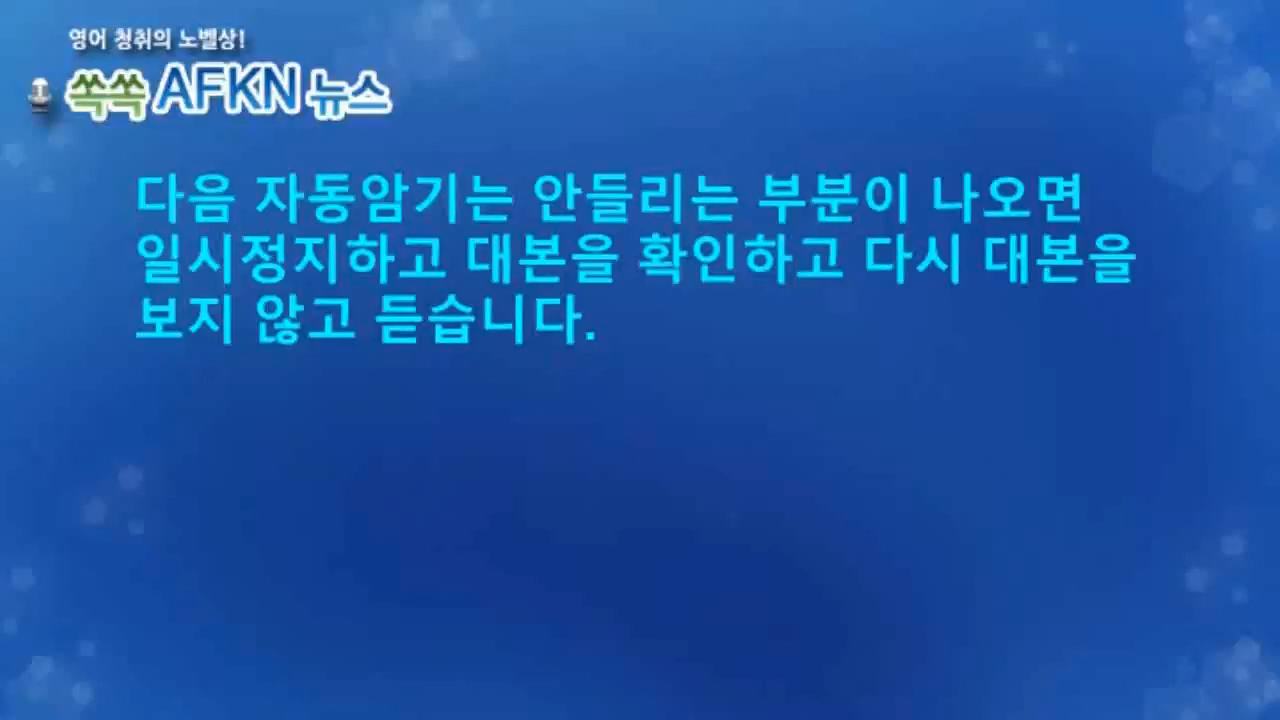 영어 청취의 노벨상!
쏙쏙 AFKN 뉴스
다음 자동암기는 안들리는 부분이 나오면
일시정지하고 대본을 확인하고 다시 대본을
보지 않고 듣습니다.